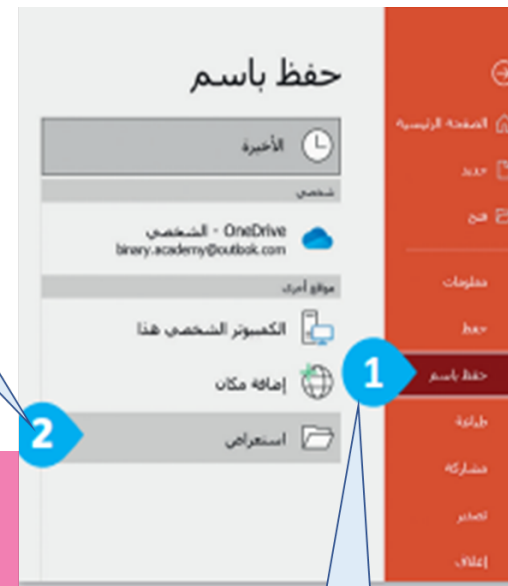 حفظ باسم
الأخيرة
شخصي
OneDrive - الشخصي
binary.academy@outlook.com
مواقع أخرى
الكمبيوتر الشخصي هذا
إضافة مكان
استعراض
2
الصفحة الرئيسية
جديد
فتح
معلومات
حفظ
حفظ باسم
1
طباعة
مشاركة
تصدير
إغلاق